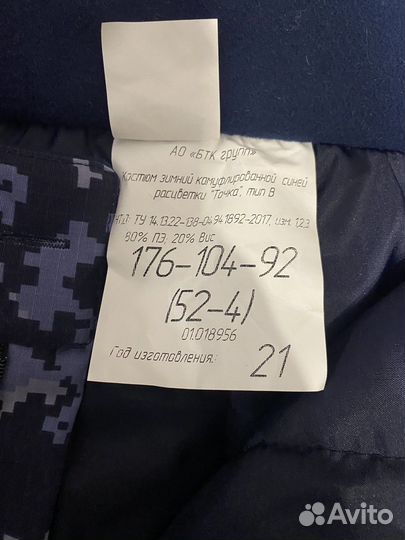 АО «БТК групп»
Костюм зимний камуфлированной синей
расцветки "Точка", тип В
НТД: ТУ 14.13.22-138-04941892-2017, изм. 1,2,3
80% ПЭ, 20% Вис
176-104-92
(52-4)
01.018956
Год изготовления: 21
Avito